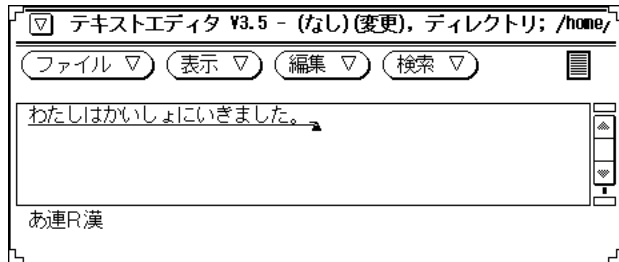 テキストエディタ V3.5 - (なし)(変更), ディレクトリ; /home/
ファイル ▽ 表示 ▽ 編集 ▽ 検索 ▽
わたしはかいしょにいきました。
あ連R漢